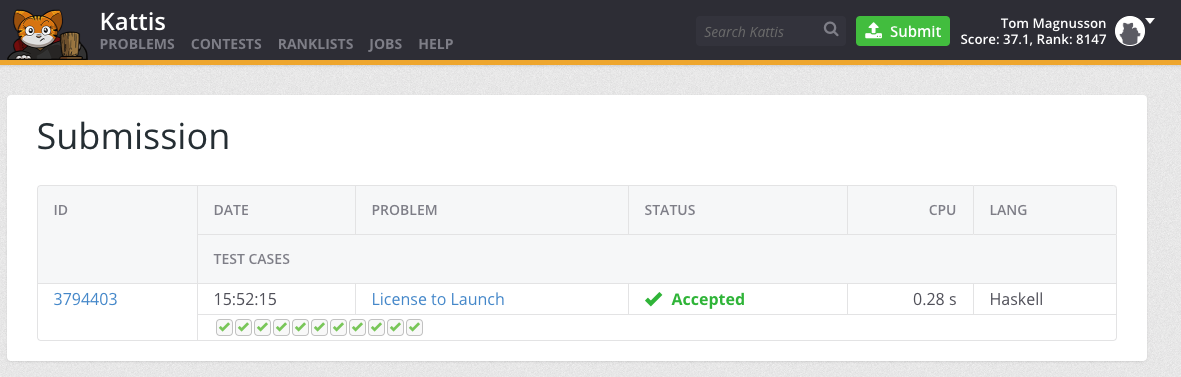 Kattis
PROBLEMS CONTESTS RANKLISTS JOBS HELP
Search Kattis
Submit
Tom Magnusson
Score: 37.1, Rank: 8147
Submission
ID DATE PROBLEM STATUS CPU LANG
TEST CASES
3794403 15:52:15 License to Launch Accepted 0.28 s Haskell